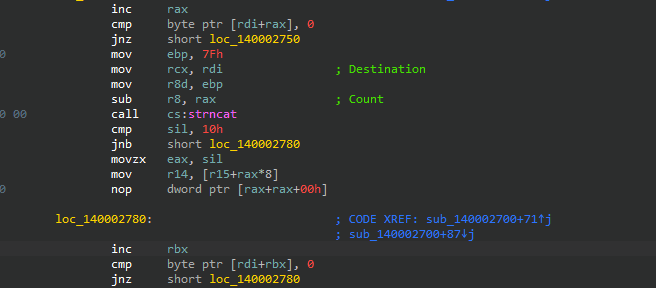 inc rax
cmp byte ptr [rdi+rax], 0
jnz short loc_140002750
0 mov ebp, 7Fh
mov rcx, rdi ; Destination
mov r8d, ebp
sub r8, rax ; Count
0 00 call cs:strncat
cmp sil, 10h
jnb short loc_140002780
movzx eax, sil
mov r14, [r15+rax*8]
0 nop dword ptr [rax+rax+00h]
loc_140002780: ; CODE XREF: sub_140002700+71↑j
; sub_140002700+87↓j
inc rbx
cmp byte ptr [rdi+rbx], 0
jnz short loc_140002780